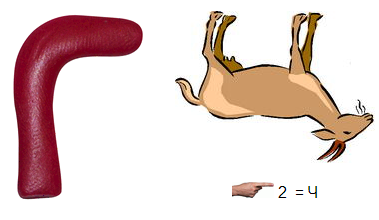 Г
2 = Ч